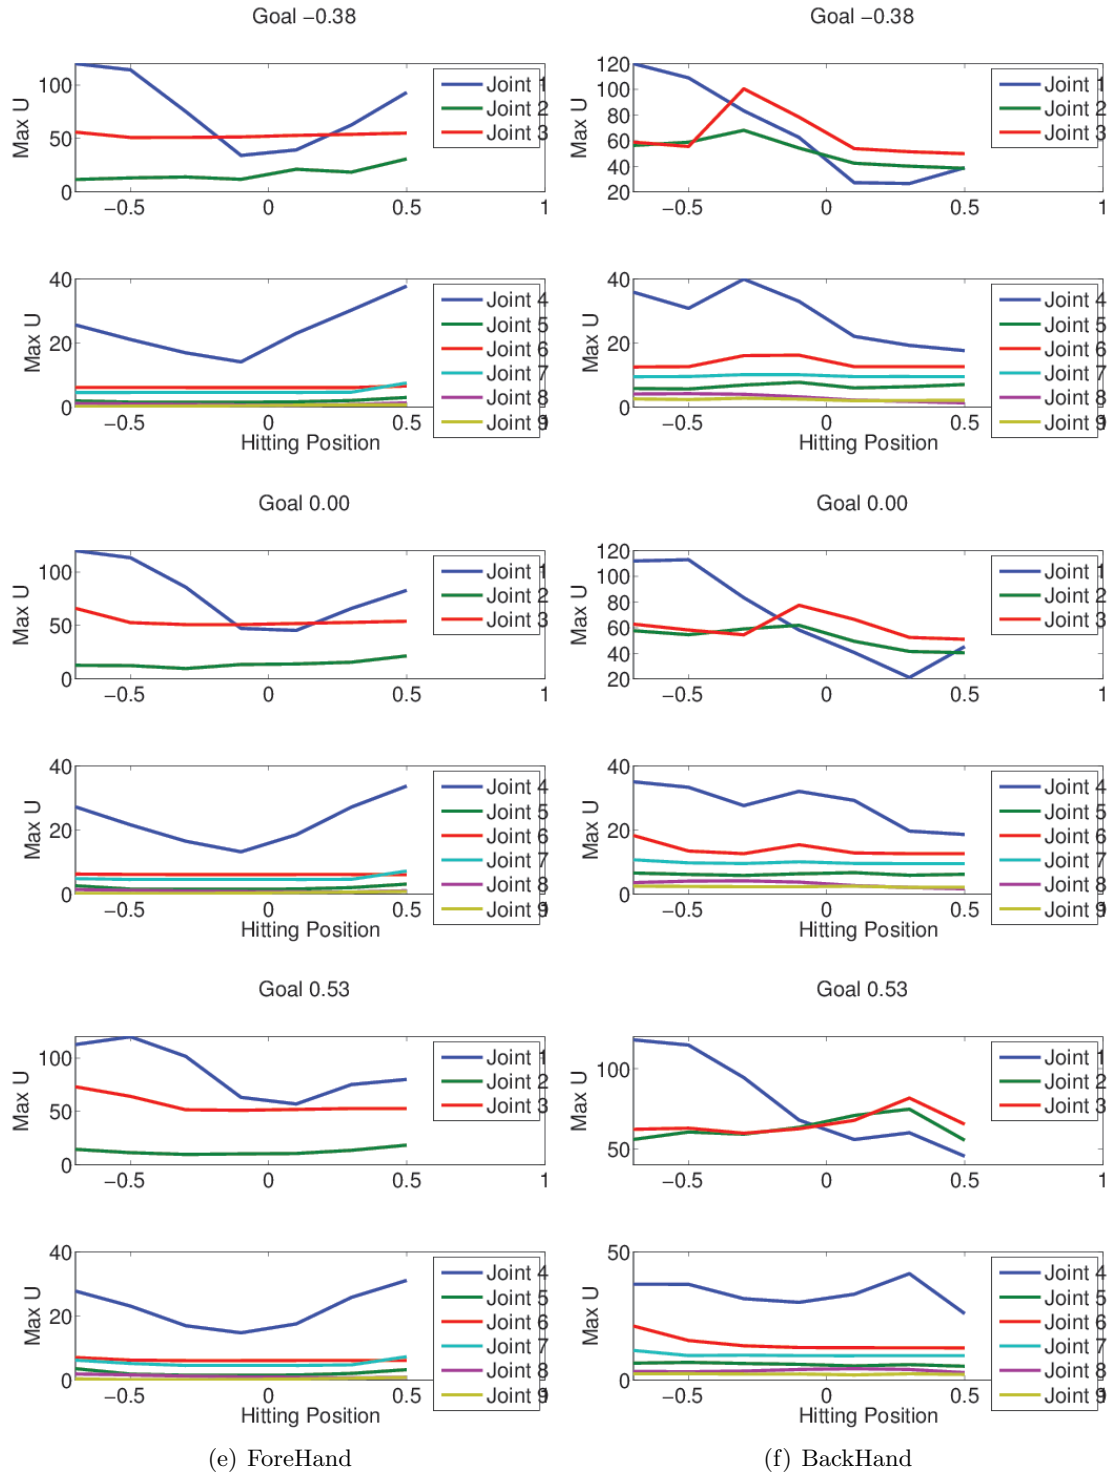 Goal −0.38
Max U
100
50
0
−0.5
0
0.5
1
Joint 1
Joint 2
Joint 3
Max U
40
20
0
−0.5
0
0.5
Joint 4
Joint 5
Joint 6
Joint 7
Joint 8
Joint 9
Hitting Position
Goal −0.38
Max U
120
100
80
60
40
20
−0.5
0
0.5
1
Joint 1
Joint 2
Joint 3
Max U
40
20
0
−0.5
0
0.5
Joint 4
Joint 5
Joint 6
Joint 7
Joint 8
Joint 9
Hitting Position
Goal 0.00
Max U
100
50
0
−0.5
0
0.5
1
Joint 1
Joint 2
Joint 3
Max U
40
20
0
−0.5
0
0.5
Joint 4
Joint 5
Joint 6
Joint 7
Joint 8
Joint 9
Hitting Position
Goal 0.00
Max U
120
100
80
60
40
20
−0.5
0
0.5
1
Joint 1
Joint 2
Joint 3
Max U
40
20
0
−0.5
0
0.5
Joint 4
Joint 5
Joint 6
Joint 7
Joint 8
Joint 9
Hitting Position
Goal 0.53
Max U
100
50
0
−0.5
0
0.5
1
Joint 1
Joint 2
Joint 3
Max U
40
20
0
−0.5
0
0.5
Joint 4
Joint 5
Joint 6
Joint 7
Joint 8
Joint 9
Hitting Position
(e) ForeHand
Goal 0.53
Max U
100
50
−0.5
0
0.5
1
Joint 1
Joint 2
Joint 3
Max U
50
0
−0.5
0
0.5
Joint 4
Joint 5
Joint 6
Joint 7
Joint 8
Joint 9
Hitting Position
(f) BackHand